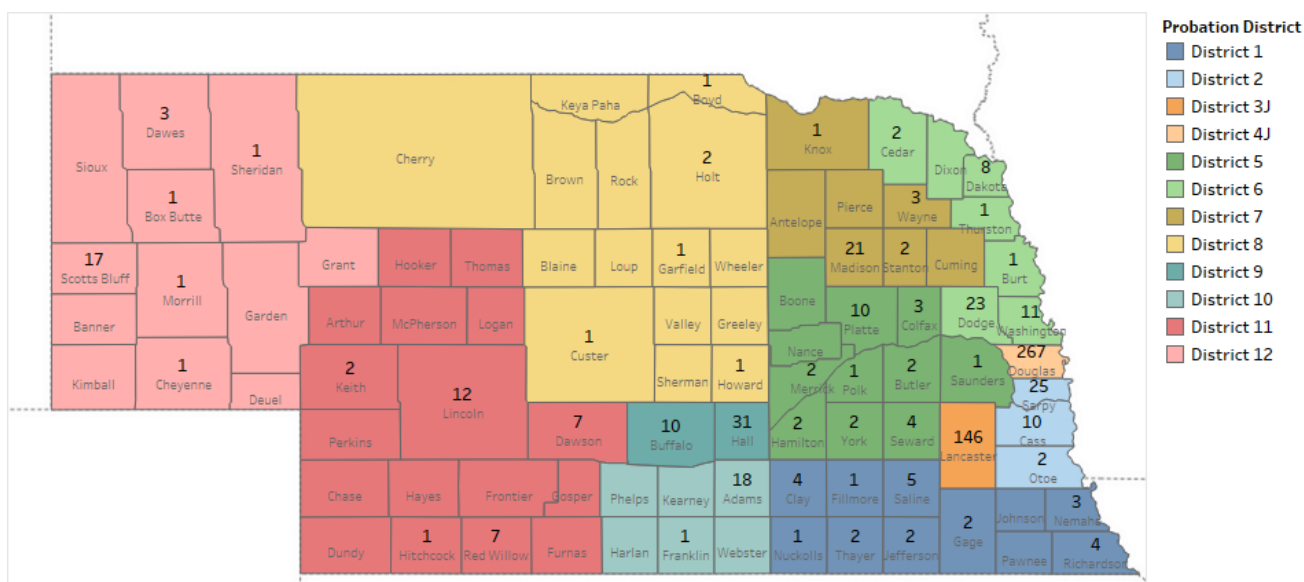 Probation District
District 1
District 2
District 3J
District 4J
District 5
District 6
District 7
District 8
District 9
District 10
District 11
District 12
Sioux
3
Dawes
1
Sheridan
1
Box Butte
17
Scotts Bluff
1
Morrill
Garden
Banner
Kimball
1
Cheyenne
Deuel
Cherry
Keya Paha
1
Boyd
Brown
Rock
2
Holt
Grant
Hooker
Thomas
Blaine
Loup
1
Garfield
Wheeler
Arthur
McPherson
Logan
1
Custer
Valley
Greeley
Sherman
1
Howard
2
Keith
12
Lincoln
Perkins
7
Dawson
10
Buffalo
31
Hall
Chase
Hayes
Frontier
Gosper
Dundy
1
Hitchcock
7
Red Willow
Furnas
Phelps
Kearney
18
Adams
Harlan
1
Franklin
Webster
1
Knox
2
Cedar
Dixon
8
Dakota
Antelope
Pierce
3
Wayne
1
Thurston
21
Madison
2
Stanton
Cuming
1
Burt
Boone
10
Platte
3
Colfax
23
Dodge
11
Washington
Nance
2
Merrick
1
Polk
2
Butler
1
Saunders
267
Douglas
25
Sarpy
2
Hamilton
2
York
4
Seward
146
Lancaster
10
Cass
2
Otoe
4
Clay
1
Fillmore
5
Saline
2
Gage
Johnson
3
Nemaha
1
Nuckolls
2
Thayer
2
Jefferson
Pawnee
4
Richardson